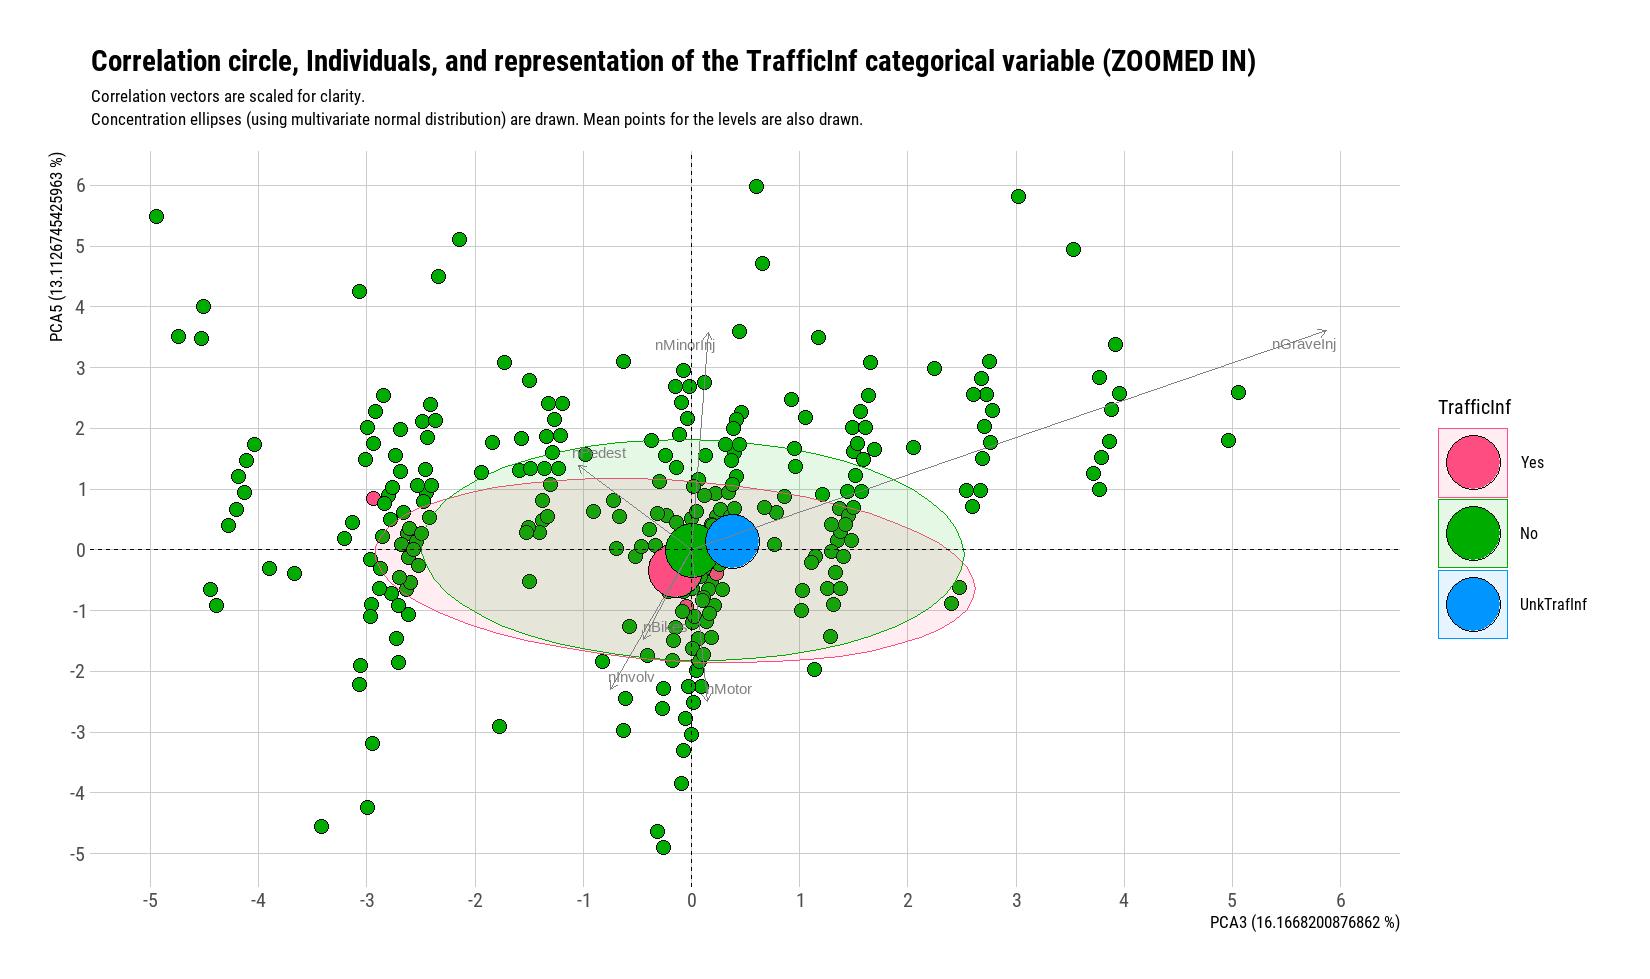 Correlation circle, Individuals, and representation of the TrafficInf categorical variable (ZOOMED IN)
Correlation vectors are scaled for clarity.
Concentration ellipses (using multivariate normal distribution) are drawn. Mean points for the levels are also drawn.
PCA5 (13.1126745425963 %)
6
5
4
3
2
1
0
-1
-2
-3
-4
-5
nMinorInj
nGraveInj
nPedest
nBike
nInvolv
nMotor
-5 -4 -3 -2 -1 0 1 2 3 4 5 6
PCA3 (16.1668200876862 %)
TrafficInf
Yes
No
UnkTrafInf